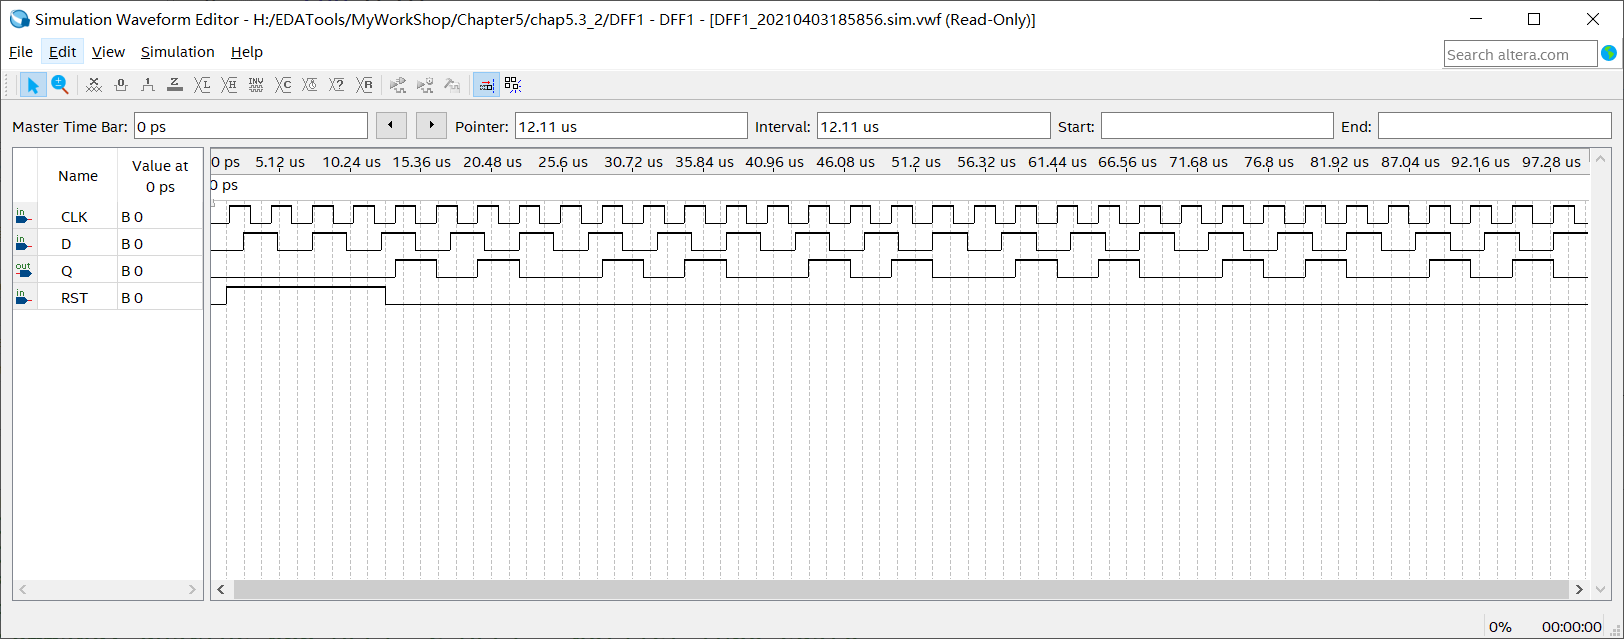 Simulation Waveform Editor - H:/EDATools/MyWorkShop/Chapter5/chap5.3_2/DFF1 - DFF1 - [DFF1_20210403185856.sim.vwf (Read-Only)]
File Edit View Simulation Help
Search altera.com
Master Time Bar: 0 ps Pointer: 12.11 us Interval: 12.11 us Start: End:
Name Value at 0 ps
0 ps 5.12 us 10.24 us 15.36 us 20.48 us 25.6 us 30.72 us 35.84 us 40.96 us 46.08 us 51.2 us 56.32 us 61.44 us 66.56 us 71.68 us 76.8 us 81.92 us 87.04 us 92.16 us 97.28 us
0 ps
in CLK B 0
in D B 0
out Q B 0
in RST B 0
0% 00:00:00